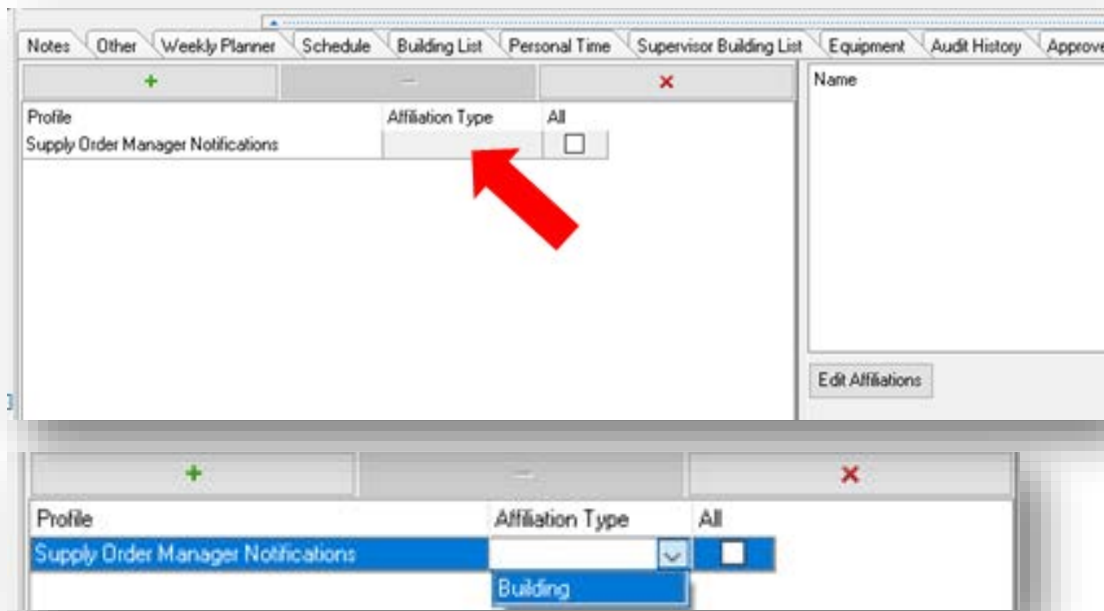 Notes Other Weekly Planner Schedule Building List Personal Time Supervisor Building List Equipment Audit History Approve
Name
Profile Affiliation Type All
Supply Order Manager Notifications
Edit Affiliations
Profile Affiliation Type All
Supply Order Manager Notifications
Building